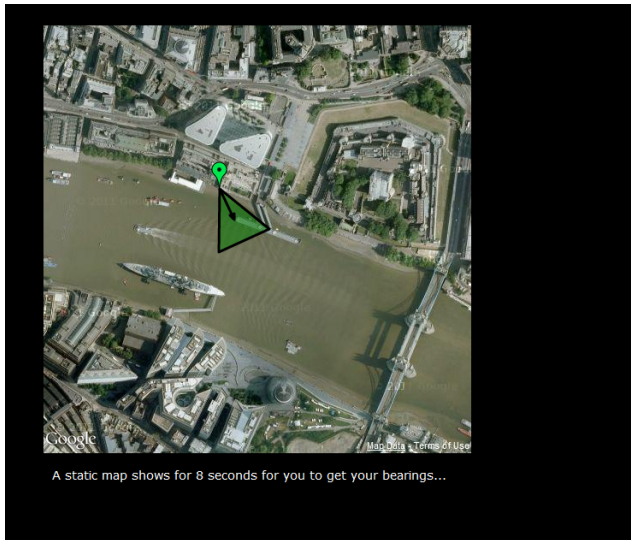 Google
Map Data - Terms of Use
A static map shows for 8 seconds for you to get your bearings...